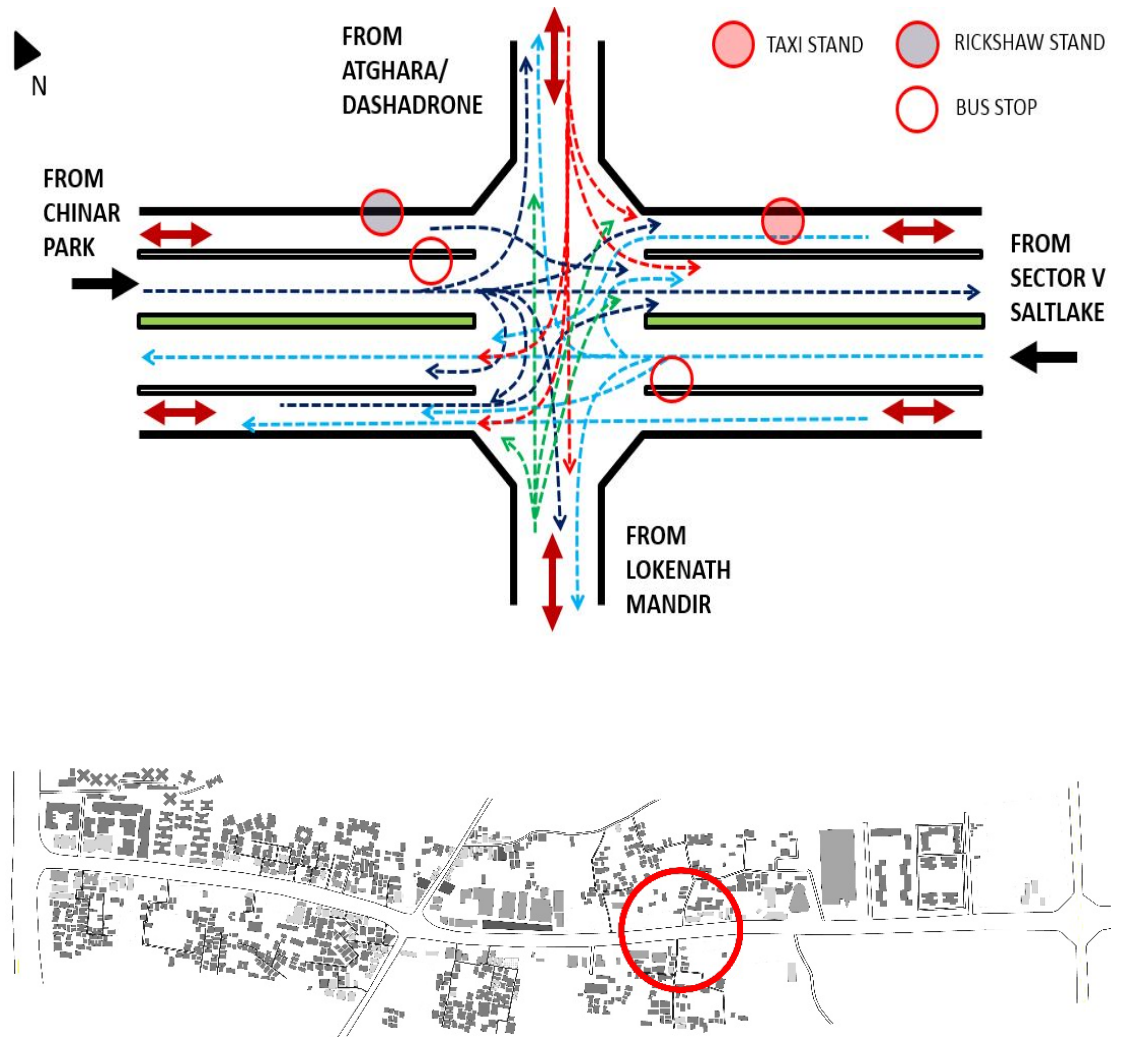 FROM
ATGHARA/
DASHADRONE
TAXI STAND
RICKSHAW STAND
BUS STOP
N
FROM
CHINAR
PARK
FROM
SECTOR V
SALTLAKE
FROM
LOKENATH
MANDIR